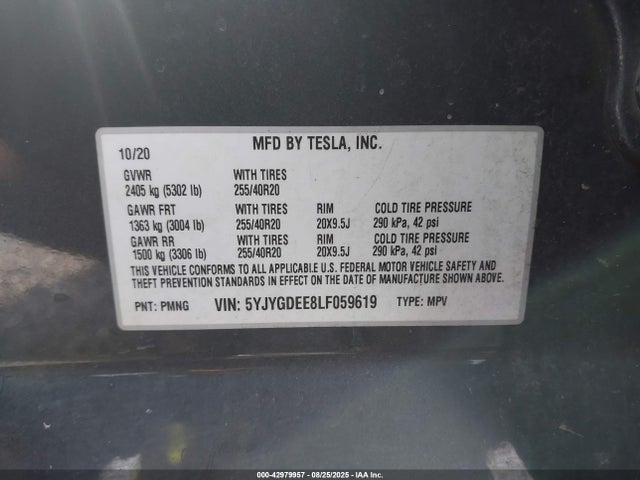 MFD BY TESLA, INC.
10/20
GVWR WITH TIRES
2405 kg (5302 lb) 255/40R20
GAWR FRT WITH TIRES RIM COLD TIRE PRESSURE
1363 kg (3004 lb) 255/40R20 20X9.5J 290 kPa, 42 psi
GAWR RR WITH TIRES RIM COLD TIRE PRESSURE
1500 kg (3306 lb) 255/40R20 20X9.5J 290 kPa, 42 psi
THIS VEHICLE CONFORMS TO ALL APPLICABLE U.S. FEDERAL MOTOR VEHICLE SAFETY AND
THEFT PREVENTION STANDARDS IN EFFECT ON THE DATE OF MANUFACTURE SHOWN ABOVE.
PNT: PMNG VIN: 5YJYGDEE8LF059619 TYPE: MPV
000-42979957 - 08/25/2025 - IAA Inc.